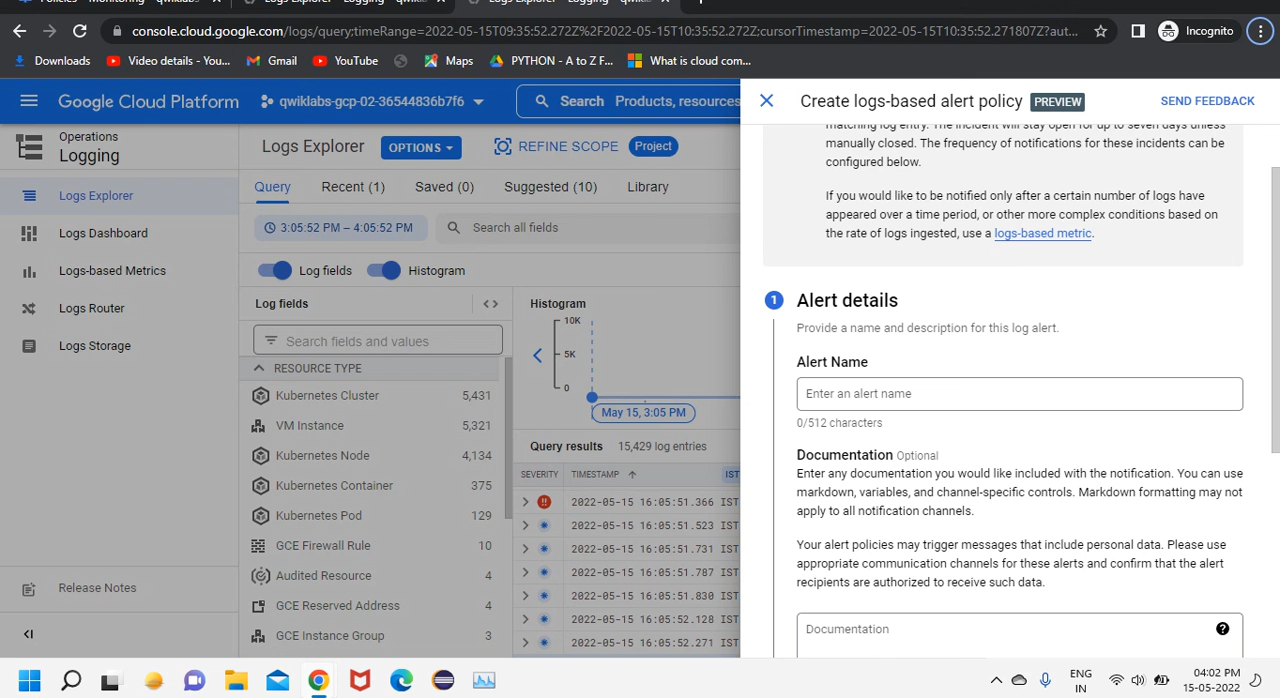 console.cloud.google.com/logs/query;timeRange=2022-05-15T09:35:52.272Z%2F2022-05-15T10:35:52.272Z;cursorTimestamp=2022-05-15T10:35:52.271807Z?aut...
Incognito
Downloads
Video details - You...
Gmail
YouTube
Maps
PYTHON - A to Z F...
What is cloud com...
Google Cloud Platform
qwiklabs-gcp-02-36544836b7f6
Search Products, resources
Create logs-based alert policy
PREVIEW
SEND FEEDBACK
Operations
Logging
Logs Explorer
Logs Dashboard
Logs-based Metrics
Logs Router
Logs Storage
Release Notes
Logs Explorer
OPTIONS
REFINE SCOPE
Project
Query
Recent (1)
Saved (0)
Suggested (10)
Library
3:05:52 PM – 4:05:52 PM
Search all fields
Log fields
Histogram
Log fields
Search fields and values
RESOURCE TYPE
Kubernetes Cluster 5,431
VM Instance 5,321
Kubernetes Node 4,134
Kubernetes Container 375
Kubernetes Pod 129
GCE Firewall Rule 10
Audited Resource 4
GCE Reserved Address 4
GCE Instance Group 3
Histogram
10K
5K
0
May 15, 3:05 PM
Query results 15,429 log entries
SEVERITY TIMESTAMP IST
2022-05-15 16:05:51.366 IST
2022-05-15 16:05:51.523 IST
2022-05-15 16:05:51.731 IST
2022-05-15 16:05:51.787 IST
2022-05-15 16:05:51.830 IST
2022-05-15 16:05:52.128 IST
2022-05-15 16:05:52.271 IST
matching log entry. The incident will stay open for up to seven days unless
manually closed. The frequency of notifications for these incidents can be
configured below.
If you would like to be notified only after a certain number of logs have
appeared over a time period, or other more complex conditions based on
the rate of logs ingested, use a logs-based metric.
1 Alert details
Provide a name and description for this log alert.
Alert Name
Enter an alert name
0/512 characters
Documentation Optional
Enter any documentation you would like included with the notification. You can use
markdown, variables, and channel-specific controls. Markdown formatting may not
apply to all notification channels.
Your alert policies may trigger messages that include personal data. Please use
appropriate communication channels for these alerts and confirm that the alert
recipients are authorized to receive such data.
Documentation
ENG
IN
04:02 PM
15-05-2022